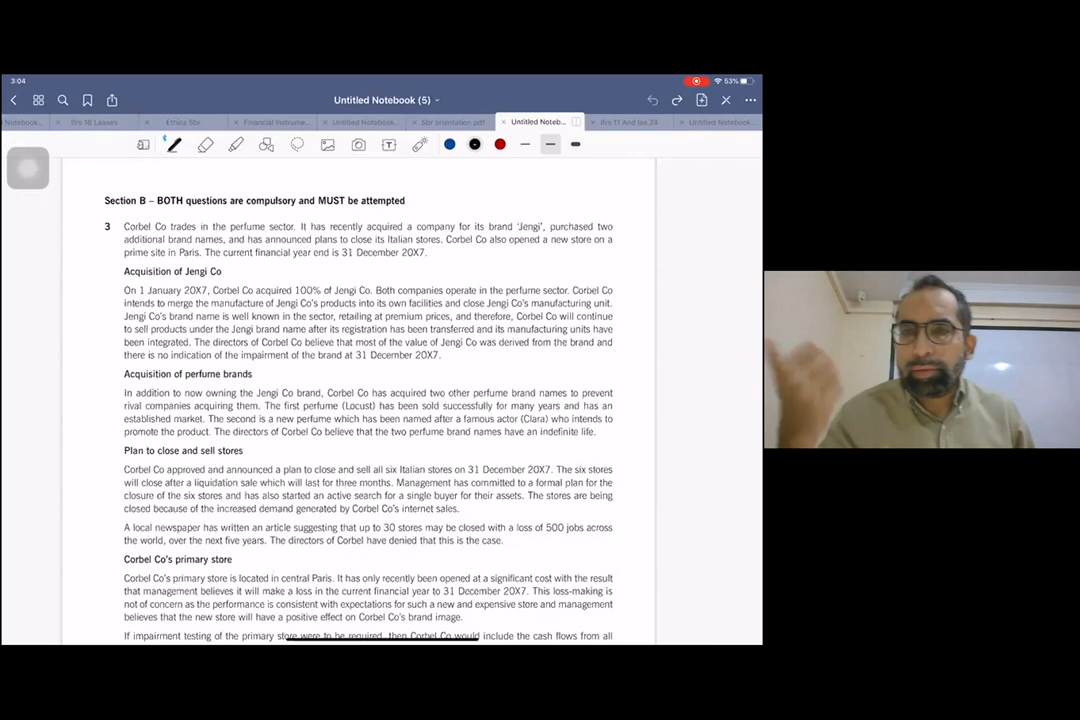 3:04
53%
Untitled Notebook (5)
Notebook...
Ifrs 16 Leases
Ethica Sbr
Financial Instrume...
Untitled Notebook...
Sbr orientation pdf
Untitled Noteb...
Ifrs 11 And Ias 24
Untitled Notebook...
Section B – BOTH questions are compulsory and MUST be attempted
3 Corbel Co trades in the perfume sector. It has recently acquired a company for its brand ‘Jengi’, purchased two
additional brand names, and has announced plans to close its Italian stores. Corbel Co also opened a new store on a
prime site in Paris. The current financial year end is 31 December 20X7.
Acquisition of Jengi Co
On 1 January 20X7, Corbel Co acquired 100% of Jengi Co. Both companies operate in the perfume sector. Corbel Co
intends to merge the manufacture of Jengi Co’s products into its own facilities and close Jengi Co’s manufacturing unit.
Jengi Co’s brand name is well known in the sector, retailing at premium prices, and therefore, Corbel Co will continue
to sell products under the Jengi brand name after its registration has been transferred and its manufacturing units have
been integrated. The directors of Corbel Co believe that most of the value of Jengi Co was derived from the brand and
there is no indication of the impairment of the brand at 31 December 20X7.
Acquisition of perfume brands
In addition to now owning the Jengi Co brand, Corbel Co has acquired two other perfume brand names to prevent
rival companies acquiring them. The first perfume (Locust) has been sold successfully for many years and has an
established market. The second is a new perfume which has been named after a famous actor (Clara) who intends to
promote the product. The directors of Corbel Co believe that the two perfume brand names have an indefinite life.
Plan to close and sell stores
Corbel Co approved and announced a plan to close and sell all six Italian stores on 31 December 20X7. The six stores
will close after a liquidation sale which will last for three months. Management has committed to a formal plan for the
closure of the six stores and has also started an active search for a single buyer for their assets. The stores are being
closed because of the increased demand generated by Corbel Co’s internet sales.
A local newspaper has written an article suggesting that up to 30 stores may be closed with a loss of 500 jobs across
the world, over the next five years. The directors of Corbel have denied that this is the case.
Corbel Co’s primary store
Corbel Co’s primary store is located in central Paris. It has only recently been opened at a significant cost with the result
that management believes it will make a loss in the current financial year to 31 December 20X7. This loss-making is
not of concern as the performance is consistent with expectations for such a new and expensive store and management
believes that the new store will have a positive effect on Corbel Co’s brand image.
If impairment testing of the primary store were to be required, then Corbel Co would include the cash flows from all